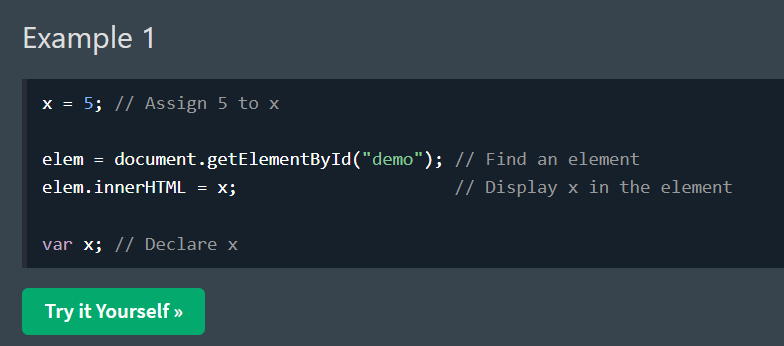 Example 1
x = 5; // Assign 5 to x
elem = document.getElementById("demo"); // Find an element
elem.innerHTML = x;                     // Display x in the element
var x; // Declare x
Try it Yourself »